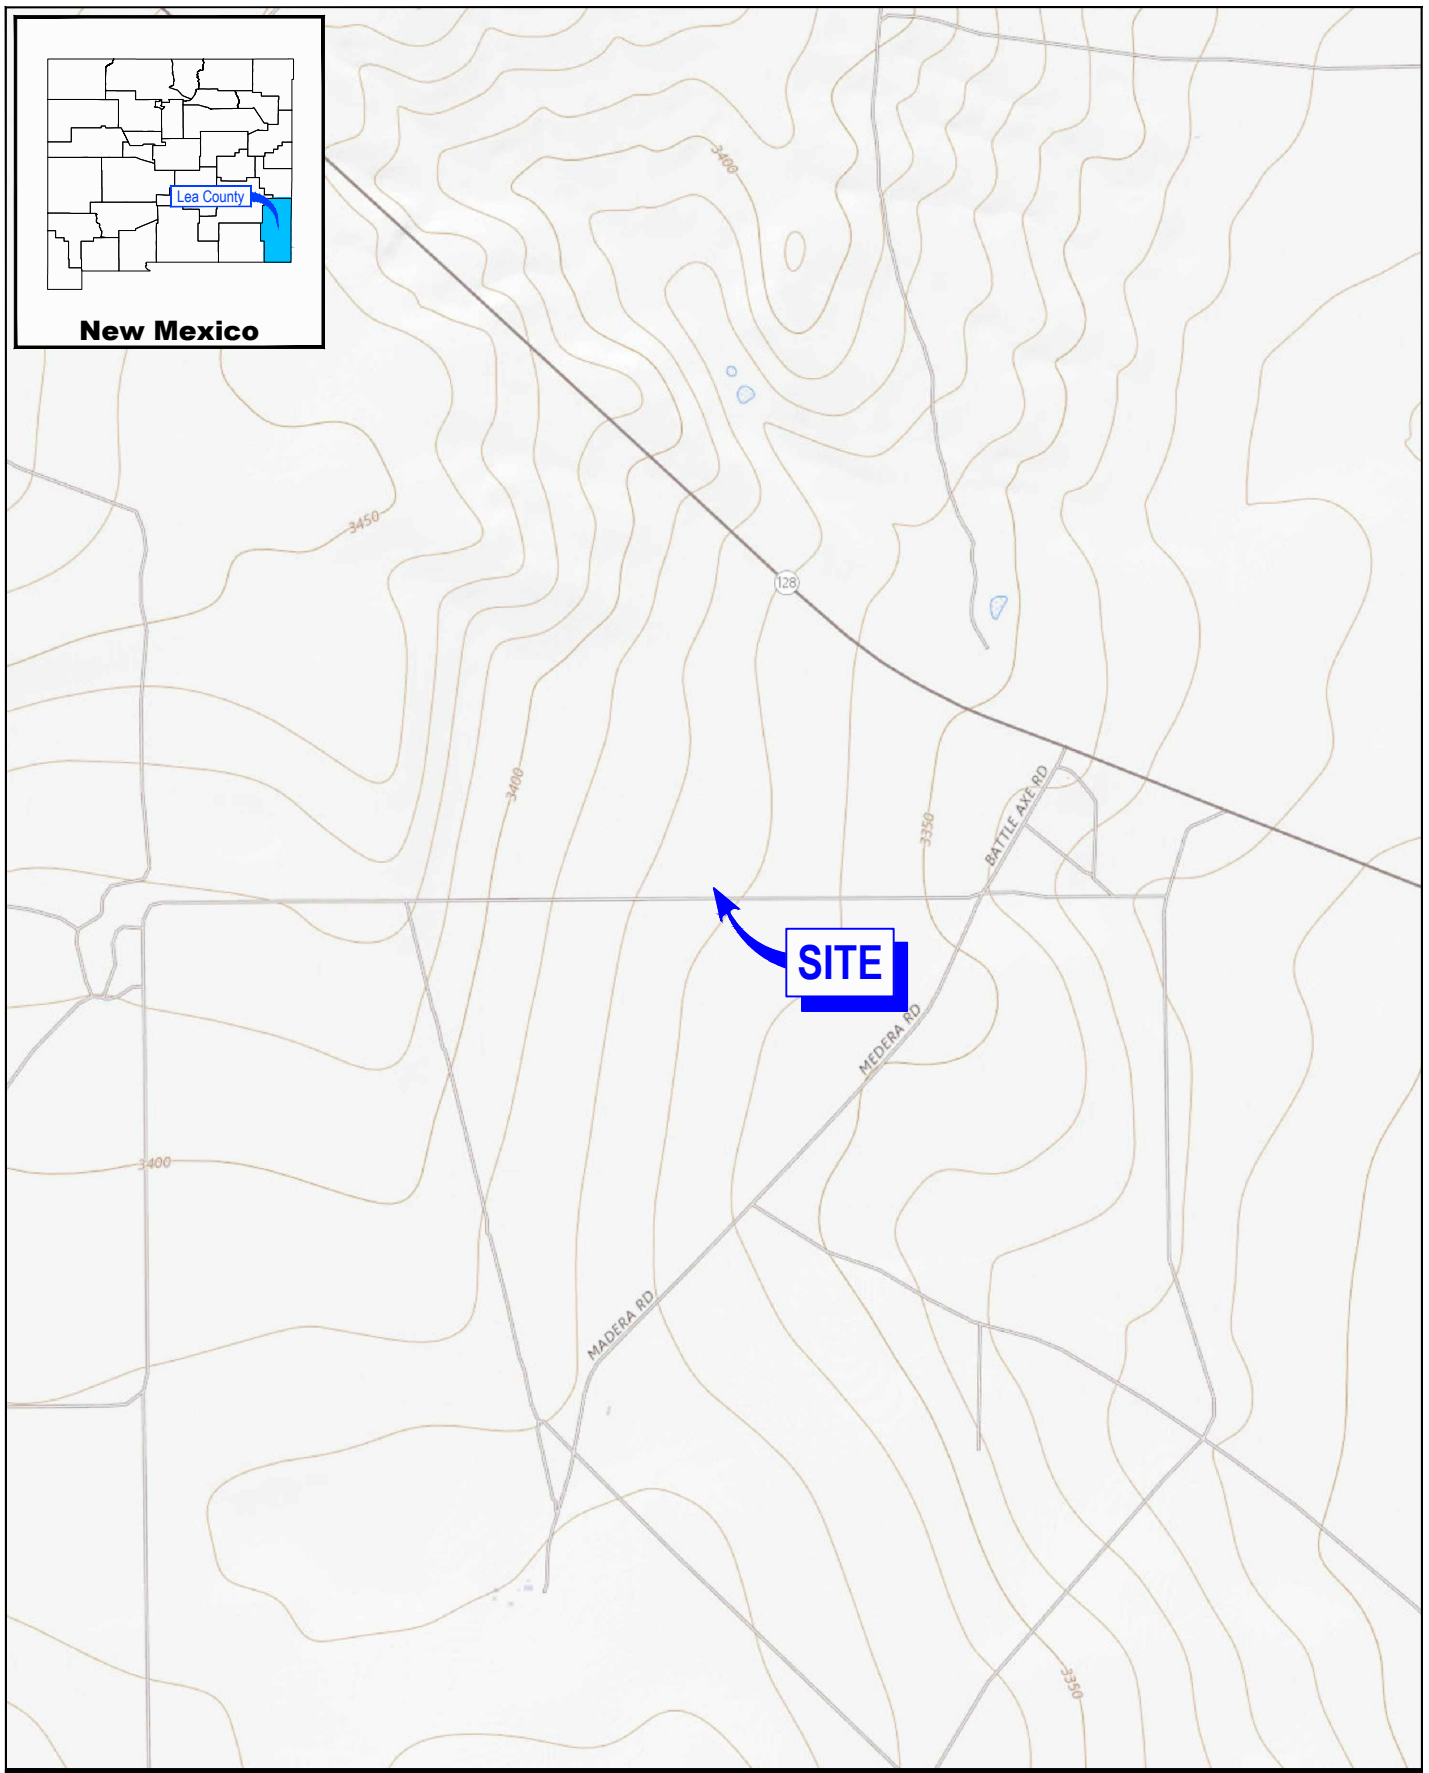 Lea County
New Mexico
3400
3450
128
3400
3350
BATTLE AXE RD
SITE
MEDERA RD
3400
MADERA RD
3350